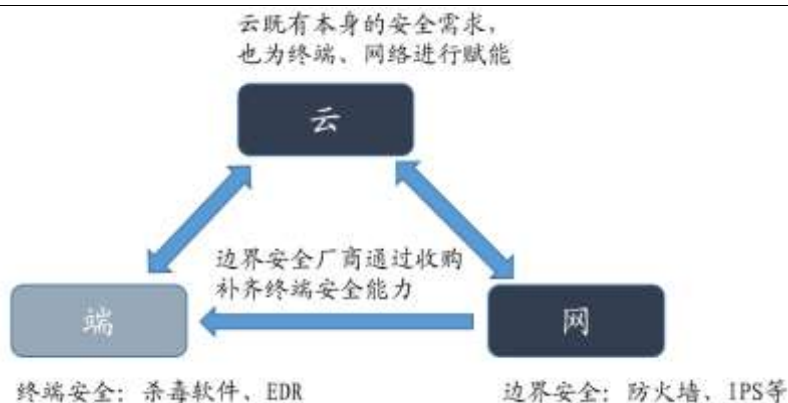 云既有本身的安全需求，
也为终端、网络进行赋能
云
边界安全厂商通过收购
补齐终端安全能力
端
网
终端安全：杀毒软件、EDR
边界安全：防火墙、IPS等